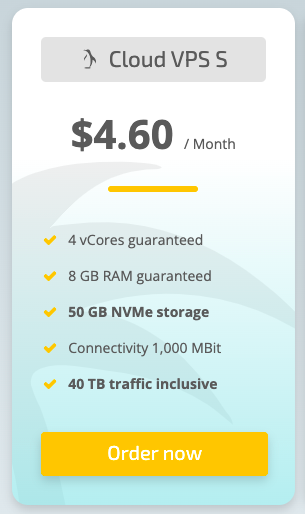 Cloud VPS S
$4.60 / Month
4 vCores guaranteed
8 GB RAM guaranteed
50 GB NVMe storage
Connectivity 1,000 MBit
40 TB traffic inclusive
Order now